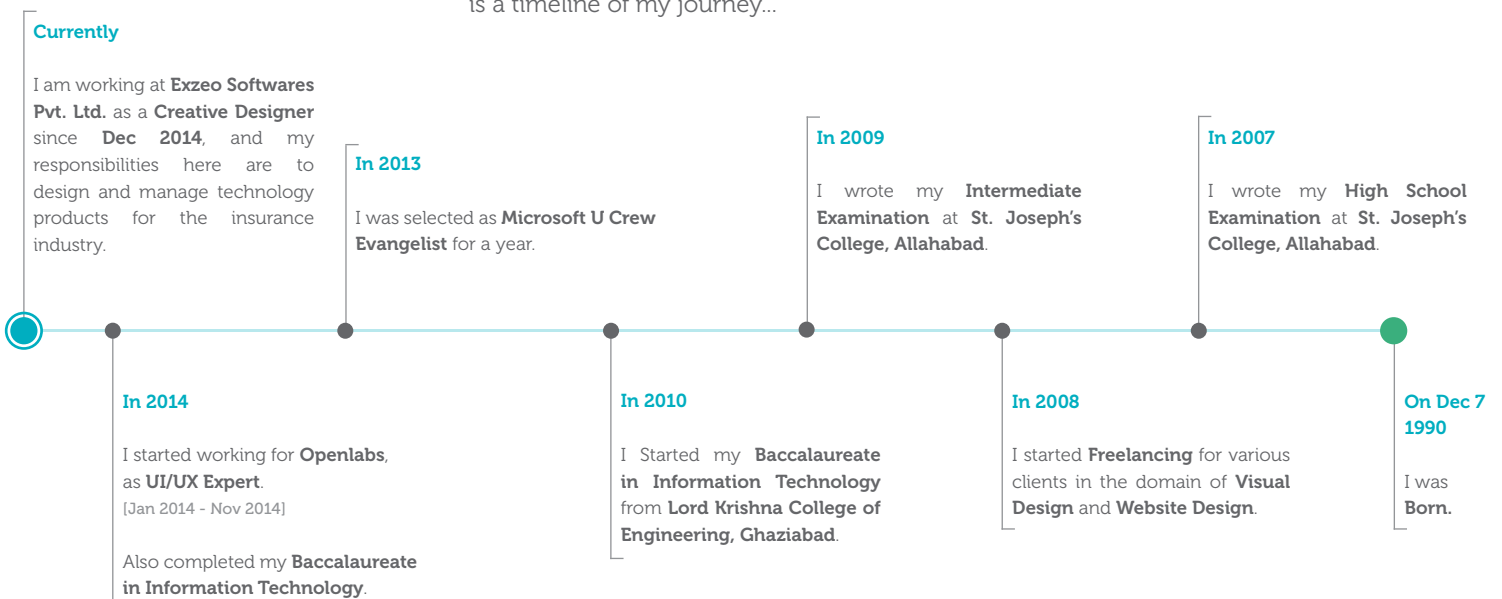 is a timeline of my journey...
Currently
I am working at Exzeo Softwares
Pvt. Ltd. as a Creative Designer
since Dec 2014, and my
responsibilities here are to
design and manage technology
products for the insurance
industry.
In 2013
I was selected as Microsoft U Crew
Evangelist for a year.
In 2009
I wrote my Intermediate
Examination at St. Joseph's
College, Allahabad.
In 2007
I wrote my High School
Examination at St. Joseph's
College, Allahabad.
In 2014
I started working for Openlabs,
as UI/UX Expert.
[Jan 2014 - Nov 2014]
Also completed my Baccalaureate
in Information Technology.
In 2010
I Started my Baccalaureate
in Information Technology
from Lord Krishna College of
Engineering, Ghaziabad.
In 2008
I started Freelancing for various
clients in the domain of Visual
Design and Website Design.
On Dec 7
1990
I was
Born.